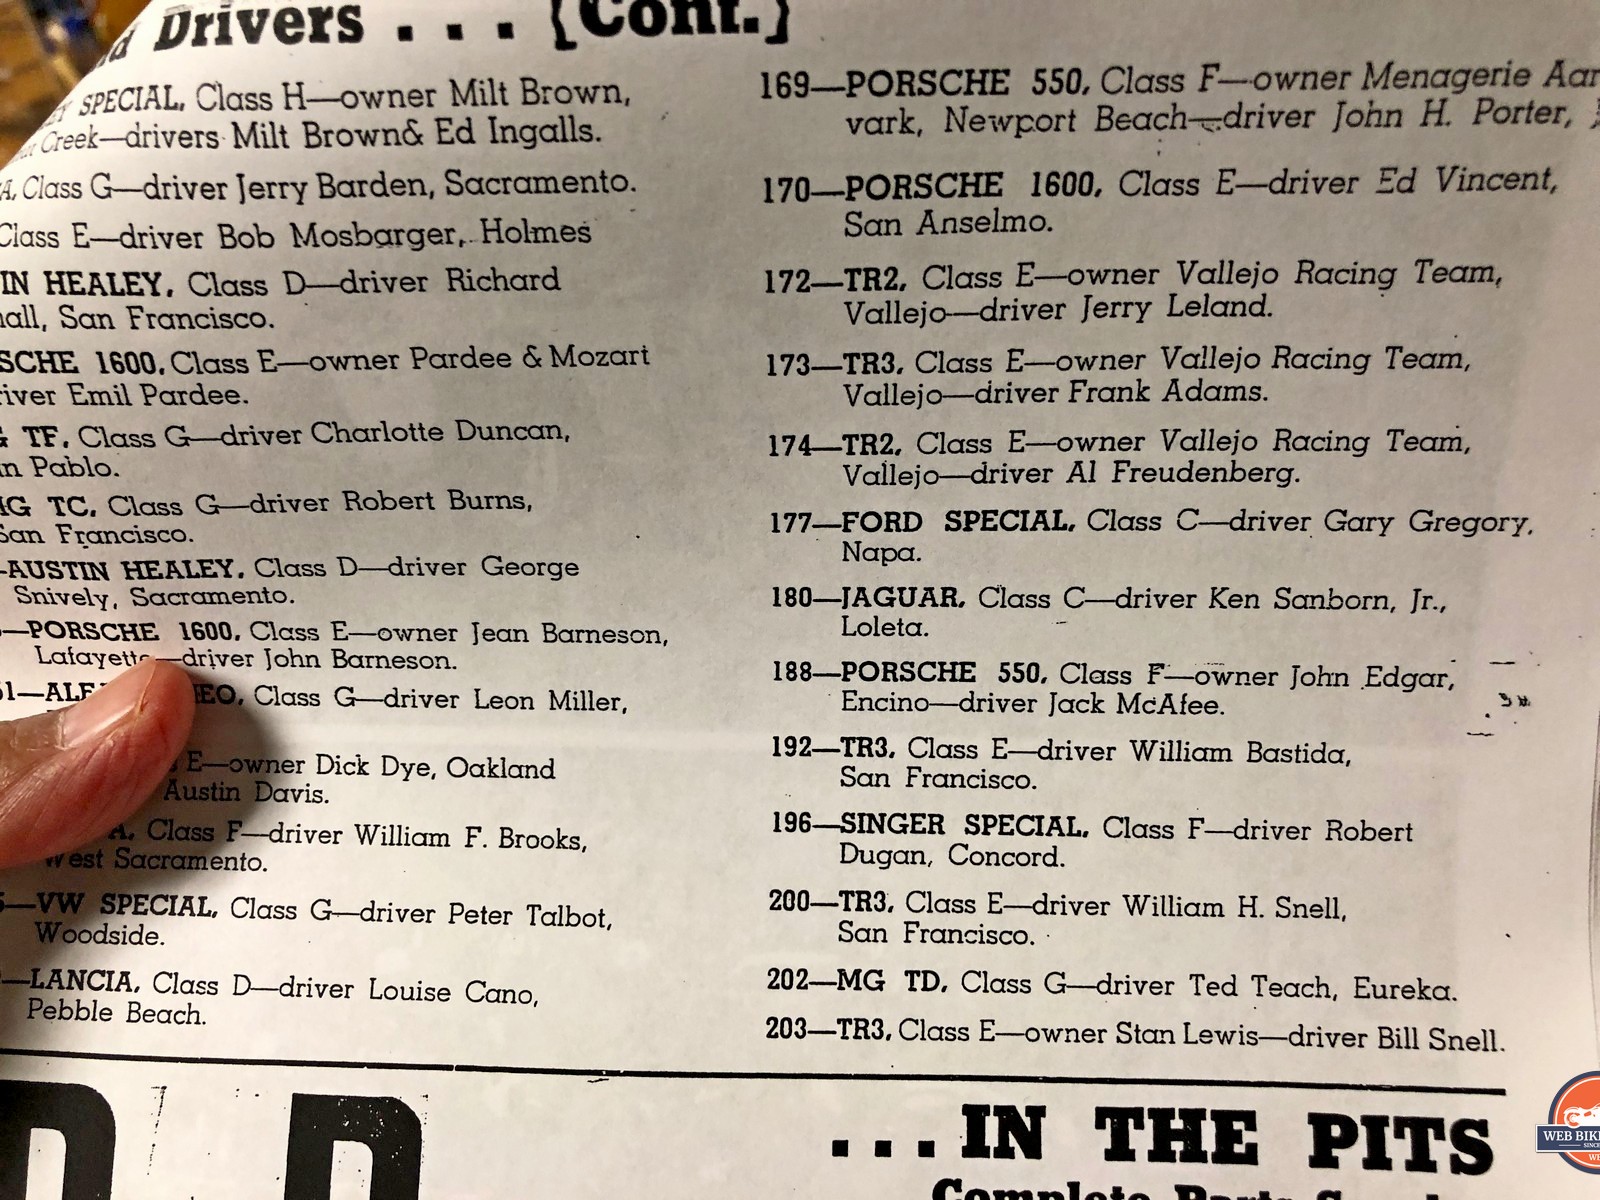 Drivers . . . [Cont.]
SPECIAL, Class H—owner Milt Brown,
Creek—drivers Milt Brown& Ed Ingalls.
A, Class G—driver Jerry Barden, Sacramento.
Class E—driver Bob Mosbarger, Holmes
IN HEALEY, Class D—driver Richard
all, San Francisco.
SCHE 1600, Class E—owner Pardee & Mozart
river Emil Pardee.
G TF, Class G—driver Charlotte Duncan,
n Pablo.
MG TC, Class G—driver Robert Burns,
San Francisco.
—AUSTIN HEALEY, Class D—driver George
Snively, Sacramento.
—PORSCHE 1600, Class E—owner Jean Barneson,
Lafayette—driver John Barneson.
51—ALF EO, Class G—driver Leon Miller,
E—owner Dick Dye, Oakland
Austin Davis.
A, Class F—driver William F. Brooks,
West Sacramento.
5—VW SPECIAL, Class G—driver Peter Talbot,
Woodside.
—LANCIA, Class D—driver Louise Cano,
Pebble Beach.
169—PORSCHE 550, Class F—owner Menagerie Aar
vark, Newport Beach—driver John H. Porter,
170—PORSCHE 1600, Class E—driver Ed Vincent,
San Anselmo.
172—TR2, Class E—owner Vallejo Racing Team,
Vallejo—driver Jerry Leland.
173—TR3, Class E—owner Vallejo Racing Team,
Vallejo—driver Frank Adams.
174—TR2, Class E—owner Vallejo Racing Team,
Vallejo—driver Al Freudenberg.
177—FORD SPECIAL, Class C—driver Gary Gregory,
Napa.
180—JAGUAR, Class C—driver Ken Sanborn, Jr.,
Loleta.
188—PORSCHE 550, Class F—owner John Edgar,
Encino—driver Jack McAfee.
192—TR3, Class E—driver William Bastida,
San Francisco.
196—SINGER SPECIAL, Class F—driver Robert
Dugan, Concord.
200—TR3, Class E—driver William H. Snell,
San Francisco.
202—MG TD, Class G—driver Ted Teach, Eureka.
203—TR3, Class E—owner Stan Lewis—driver Bill Snell.
...IN THE PITS
Complete Parts
WEB BIKE
SINCE
WE